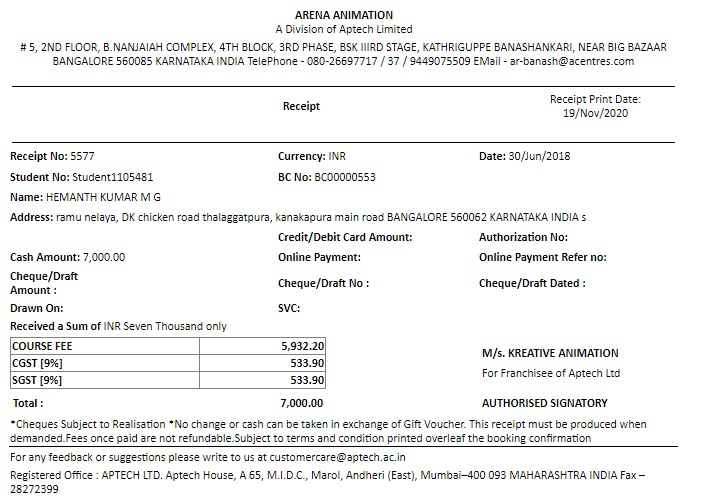 ARENA ANIMATION
A Division of Aptech Limited
# 5, 2ND FLOOR, B.NANJAIAH COMPLEX, 4TH BLOCK, 3RD PHASE, BSK IIIRD STAGE, KATHRIGUPPE BANASHANKARI, NEAR BIG BAZAAR
BANGALORE 560085 KARNATAKA INDIA TelePhone - 080-26697717 / 37 / 9449075509 EMail - ar-banash@acentres.com
Receipt
Receipt Print Date:
19/Nov/2020
Receipt No: 5577 Currency: INR Date: 30/Jun/2018
Student No: Student1105481 BC No: BC00000553
Name: HEMANTH KUMAR M G
Address: ramu nelaya, DK chicken road thalaggatpura, kanakapura main road BANGALORE 560062 KARNATAKA INDIA s
Credit/Debit Card Amount: Authorization No:
Cash Amount: 7,000.00 Online Payment: Online Payment Refer no:
Cheque/Draft
Amount : Cheque/Draft No : Cheque/Draft Dated :
Drawn On: SVC:
Received a Sum of INR Seven Thousand only
COURSE FEE 5,932.20
CGST [9%] 533.90
SGST [9%] 533.90
M/s. KREATIVE ANIMATION
For Franchisee of Aptech Ltd
Total : 7,000.00 AUTHORISED SIGNATORY
*Cheques Subject to Realisation *No change or cash can be taken in exchange of Gift Voucher. This receipt must be produced when
demanded.Fees once paid are not refundable.Subject to terms and condition printed overleaf the booking confirmation
For any feedback or suggestions please write to us at customercare@aptech.ac.in
Registered Office : APTECH LTD. Aptech House, A 65, M.I.D.C., Marol, Andheri (East), Mumbai–400 093 MAHARASHTRA INDIA Fax –
28272399